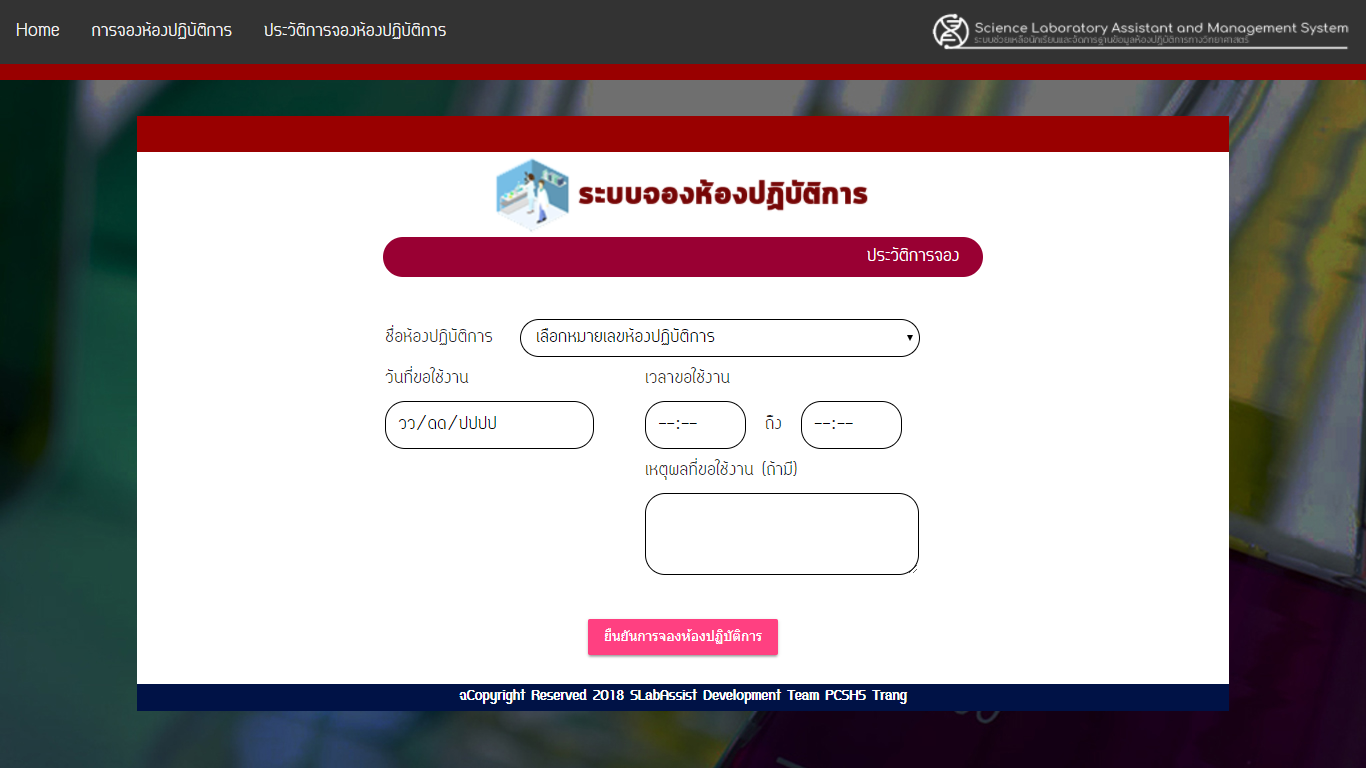 Home การจองห้องปฏิบัติการ ประวัติการจองห้องปฏิบัติการ
Science Laboratory Assistant and Management System
ระบบช่วยเหลือนักเรียนและจัดการฐานข้อมูลห้องปฏิบัติการทางวิทยาศาสตร์
ระบบจองห้องปฏิบัติการ
ประวัติการจอง
ชื่อห้องปฏิบัติการ เลือกหมายเลขห้องปฏิบัติการ
วันที่ขอใช้งาน เวลาขอใช้งาน
วว/ดด/ปปปป --:-- ถึง --:--
เหตุผลที่ขอใช้งาน (ถ้ามี)
ยืนยันการจองห้องปฏิบัติการ
aCopyright Reserved 2018 SLabAssist Development Team PCSHS Trang